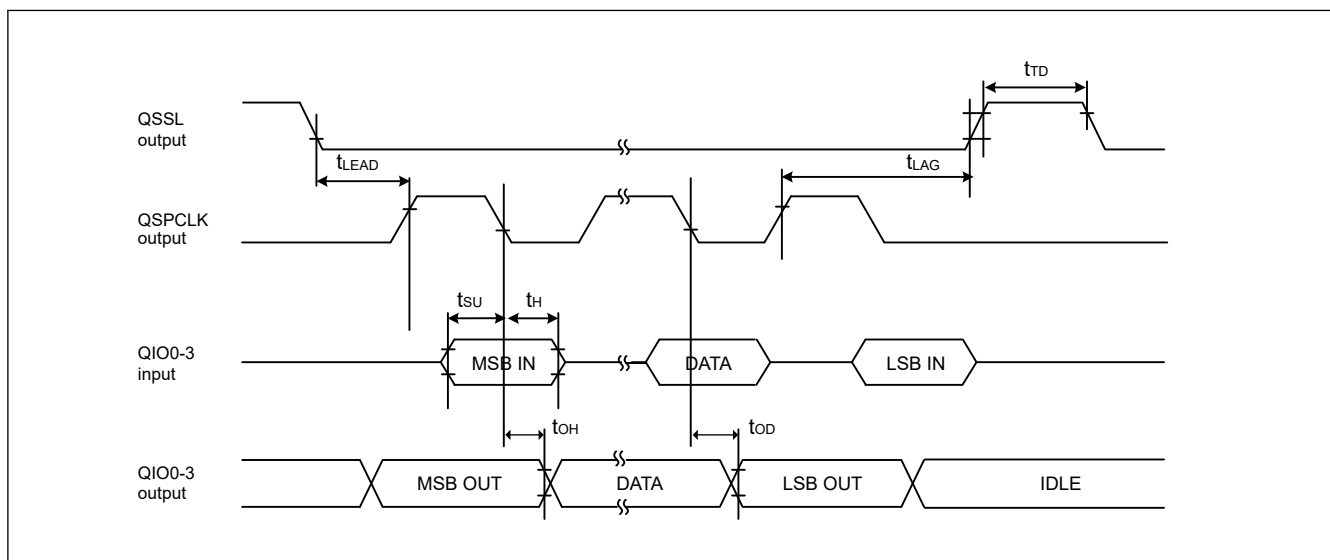 tTD
QSSL
output
tLEAD
tLAG
QSPCLK
output
tSU
tH
QIO0-3
input
MSB IN
DATA
LSB IN
tOH
tOD
QIO0-3
output
MSB OUT
DATA
LSB OUT
IDLE